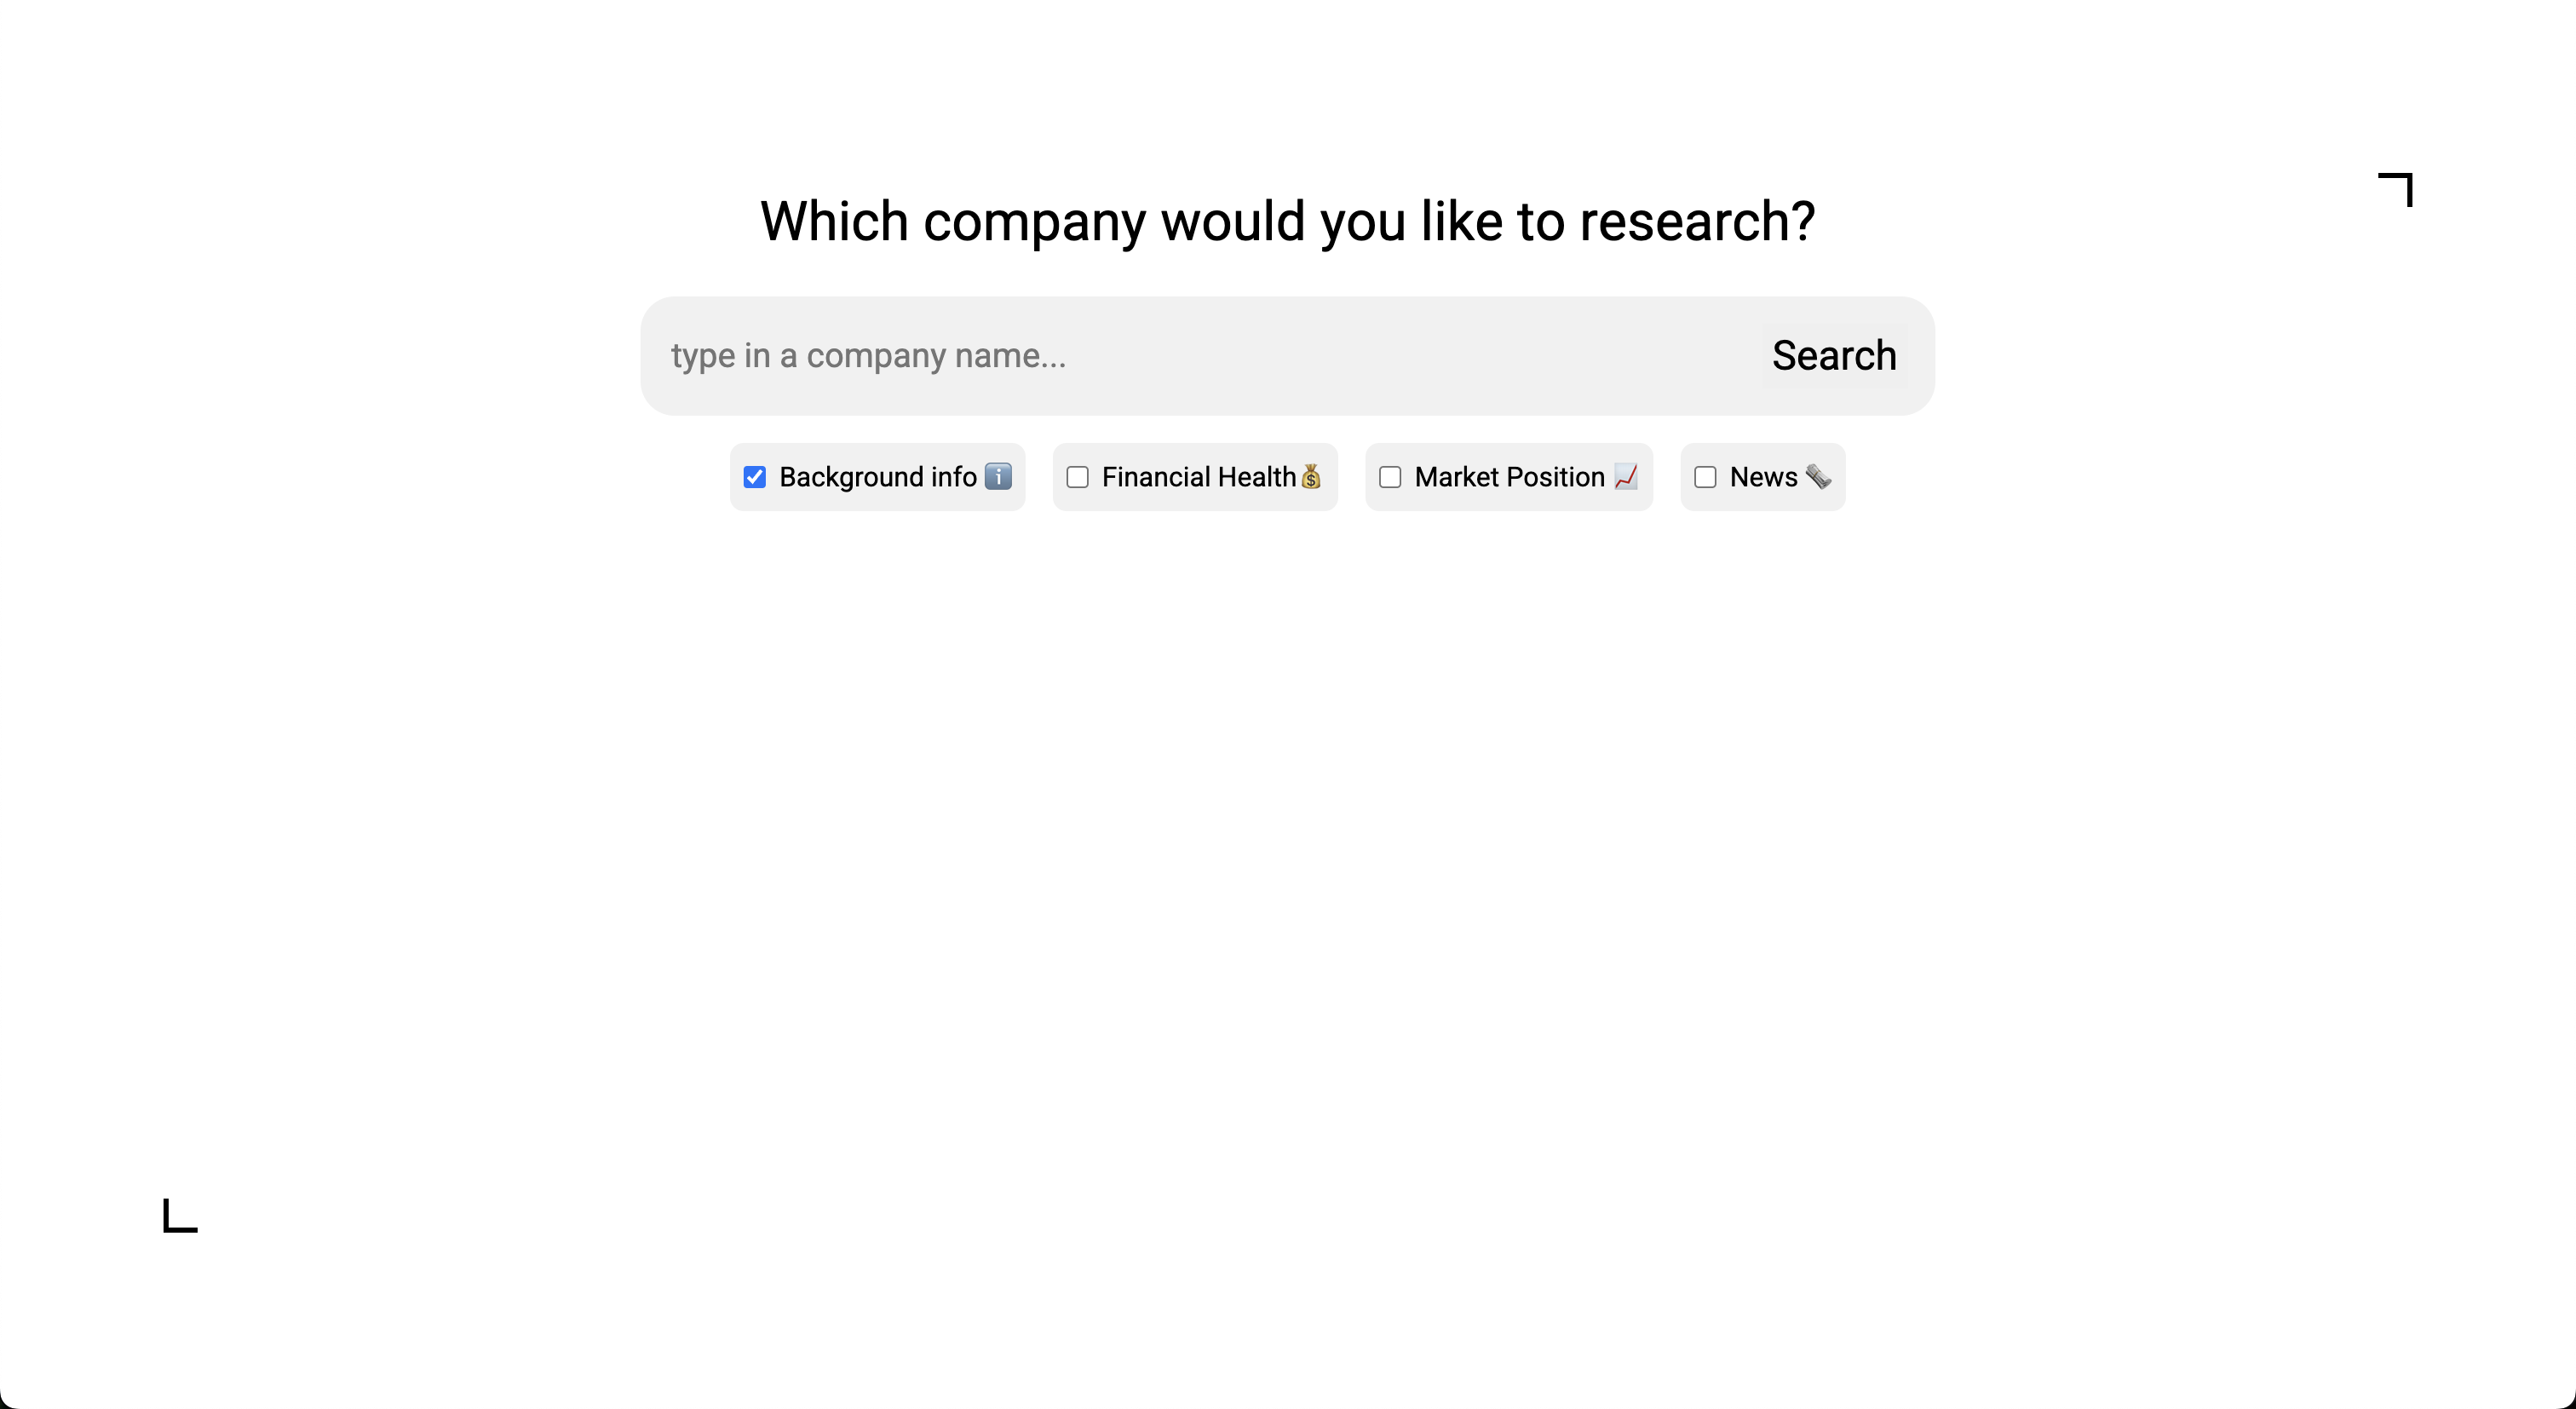 Which company would you like to research?
type in a company name...
Search
Background info ℹ️
Financial Health💰
Market Position 📈
News 🗞️